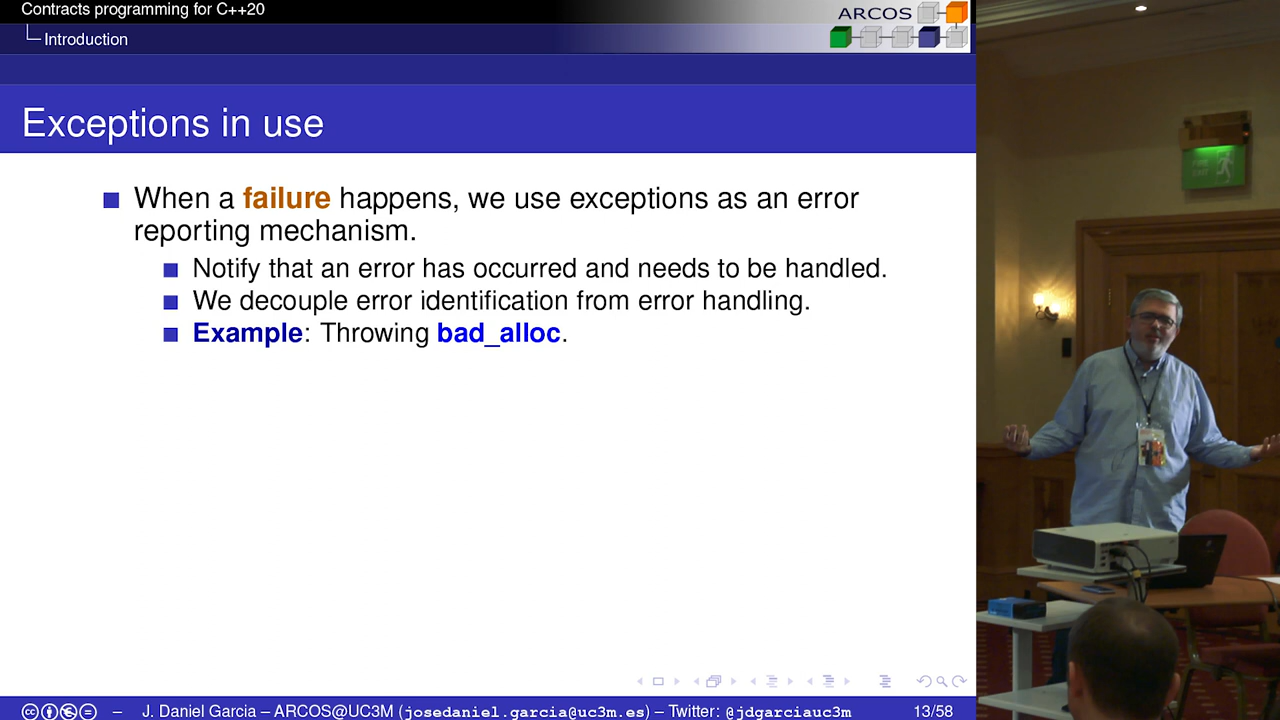 Contracts programming for C++20
Introduction
ARCOS
Exceptions in use
When a failure happens, we use exceptions as an error
reporting mechanism.
Notify that an error has occurred and needs to be handled.
We decouple error identification from error handling.
Example: Throwing bad_alloc.
J. Daniel Garcia – ARCOS@UC3M (josedaniel.garcia@uc3m.es) – Twitter: @jdgarciauc3m
13/58